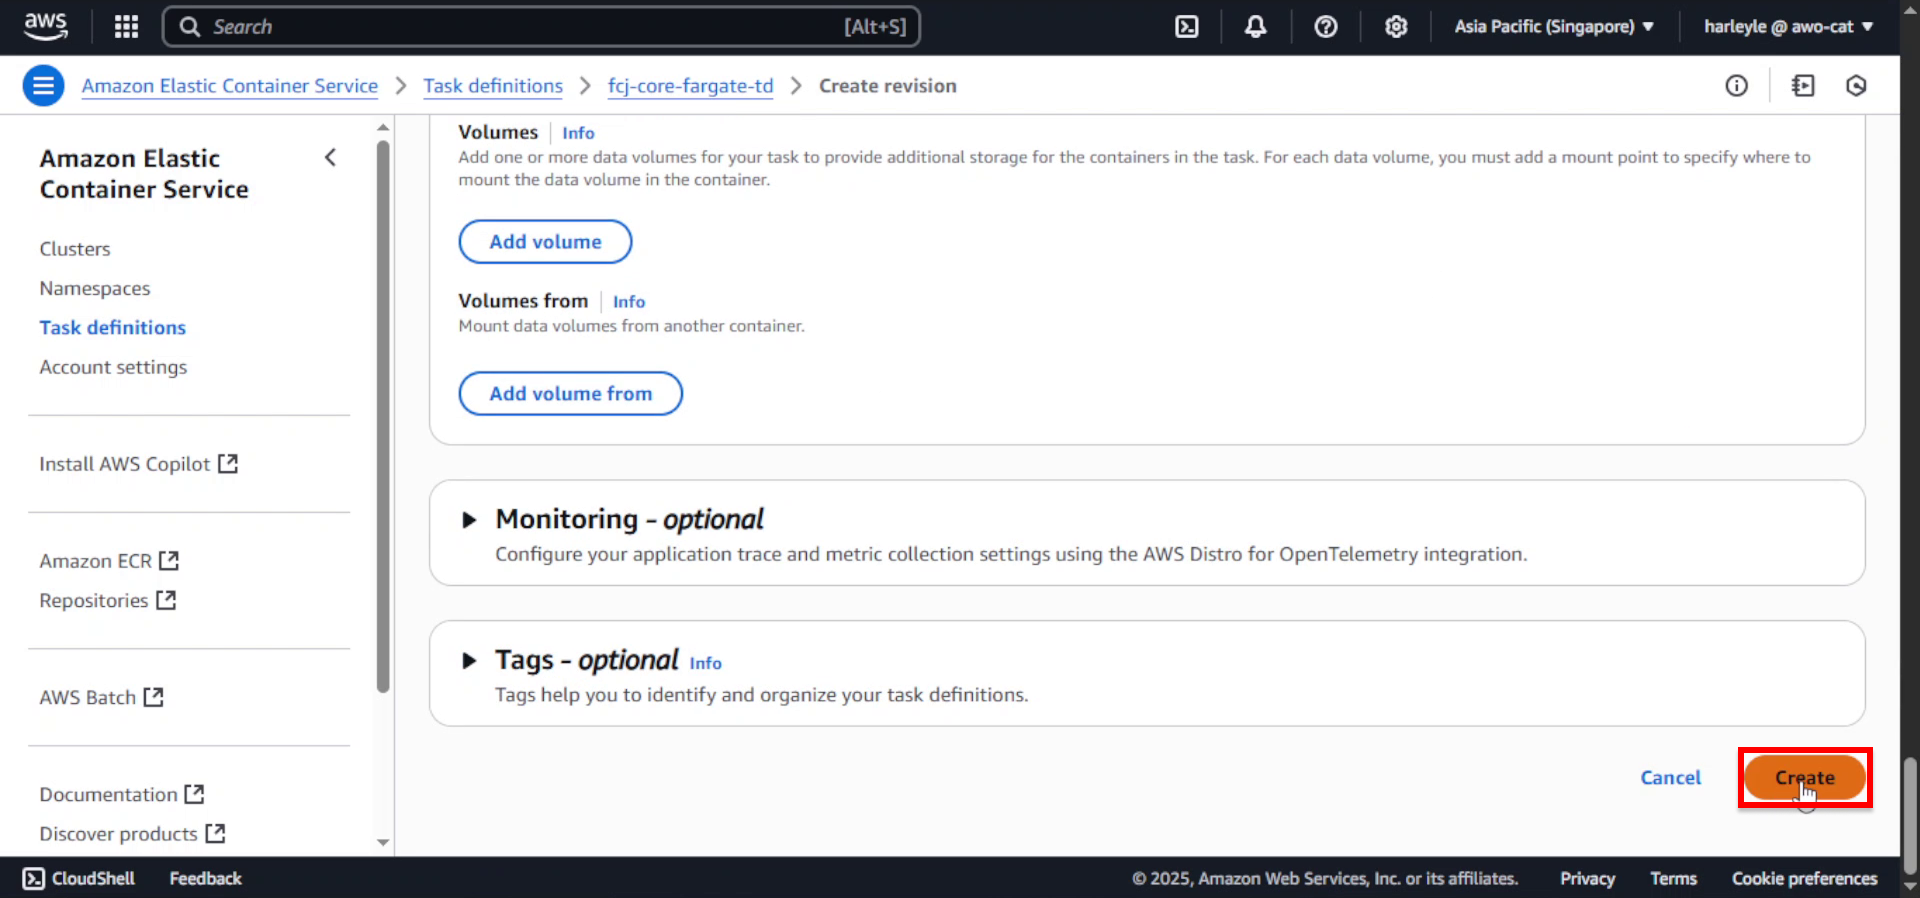 aws
Search
[Alt+S]
Asia Pacific (Singapore)
harleyle @ awo-cat
Amazon Elastic Container Service
Task definitions
fcj-core-fargate-td
Create revision
Amazon Elastic
Container Service
Clusters
Namespaces
Task definitions
Account settings
Install AWS Copilot
Amazon ECR
Repositories
AWS Batch
Documentation
Discover products
Volumes
Info
Add one or more data volumes for your task to provide additional storage for the containers in the task. For each data volume, you must add a mount point to specify where to
mount the data volume in the container.
Add volume
Volumes from
Info
Mount data volumes from another container.
Add volume from
Monitoring - optional
Configure your application trace and metric collection settings using the AWS Distro for OpenTelemetry integration.
Tags - optional
Info
Tags help you to identify and organize your task definitions.
Cancel
Create
CloudShell
Feedback
© 2025, Amazon Web Services, Inc. or its affiliates.
Privacy
Terms
Cookie preferences